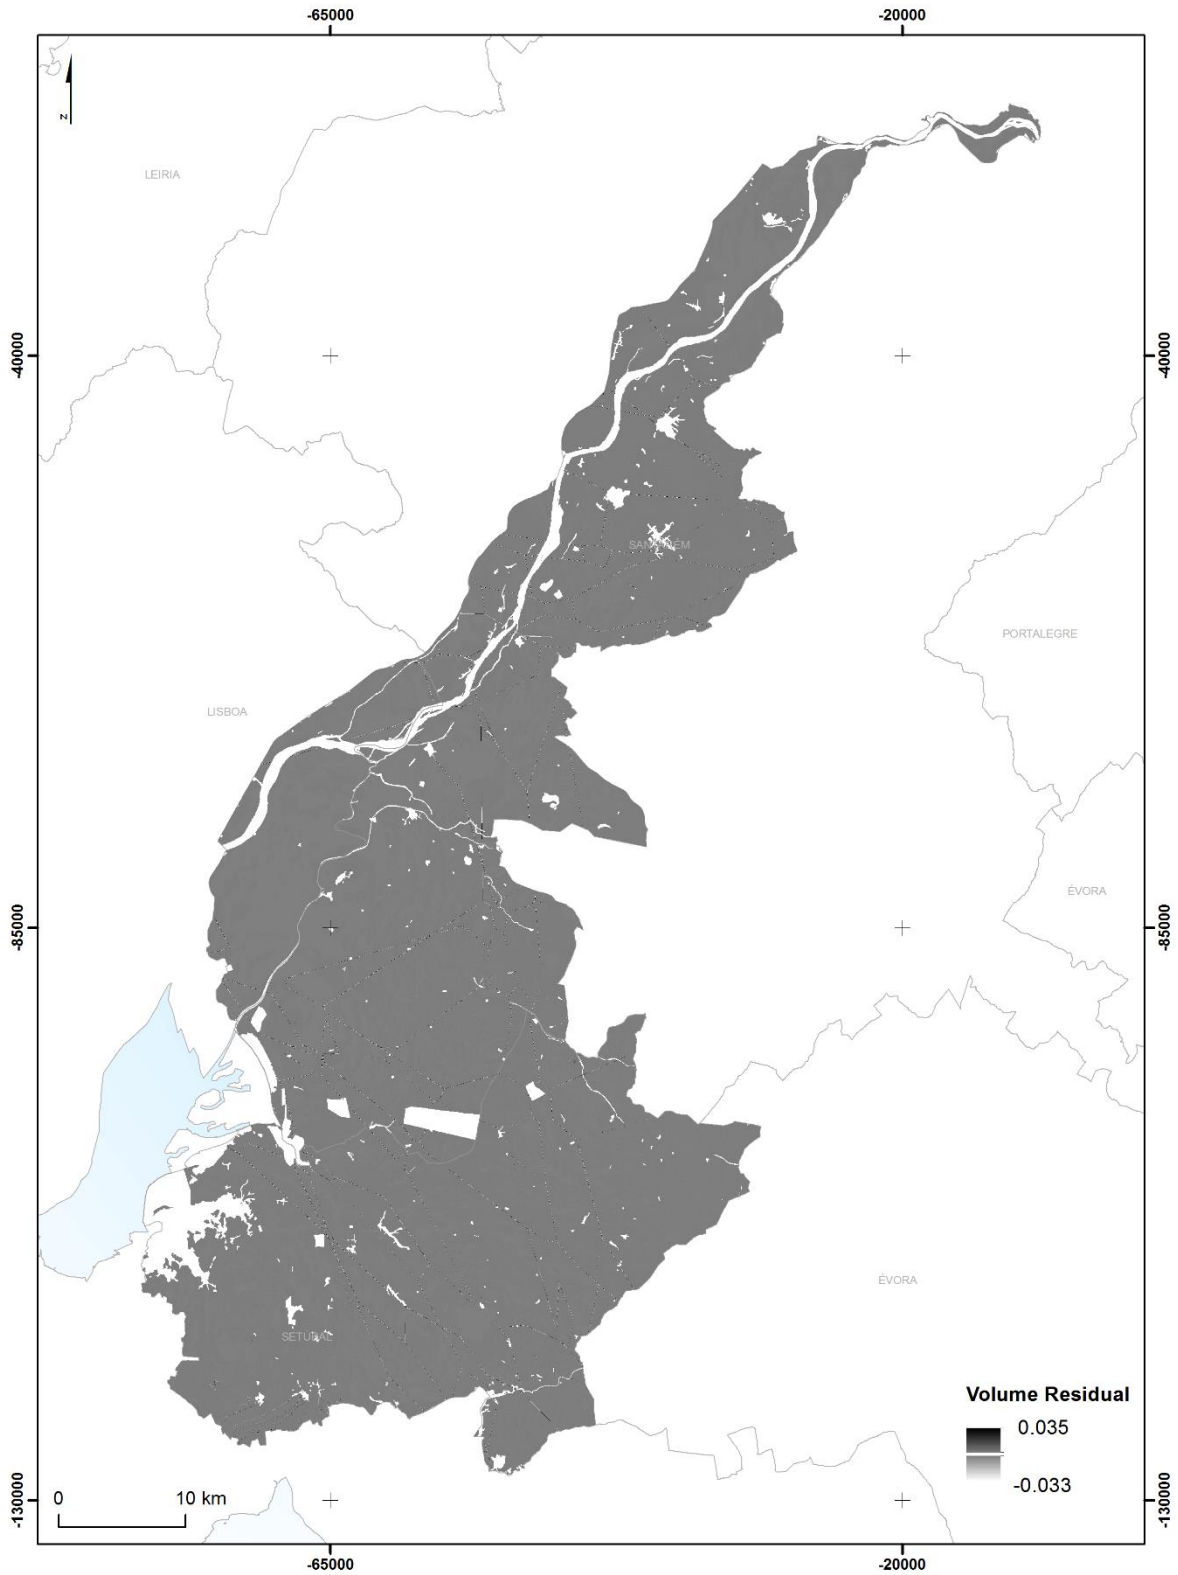 -65000
-20000
N
LEIRIA
-40000
-40000
SANTARÉM
PORTALEGRE
LISBOA
ÉVORA
-85000
-85000
ÉVORA
SETÚBAL
Volume Residual
0.035
-0.033
0
10 km
-130000
-130000
-65000
-20000